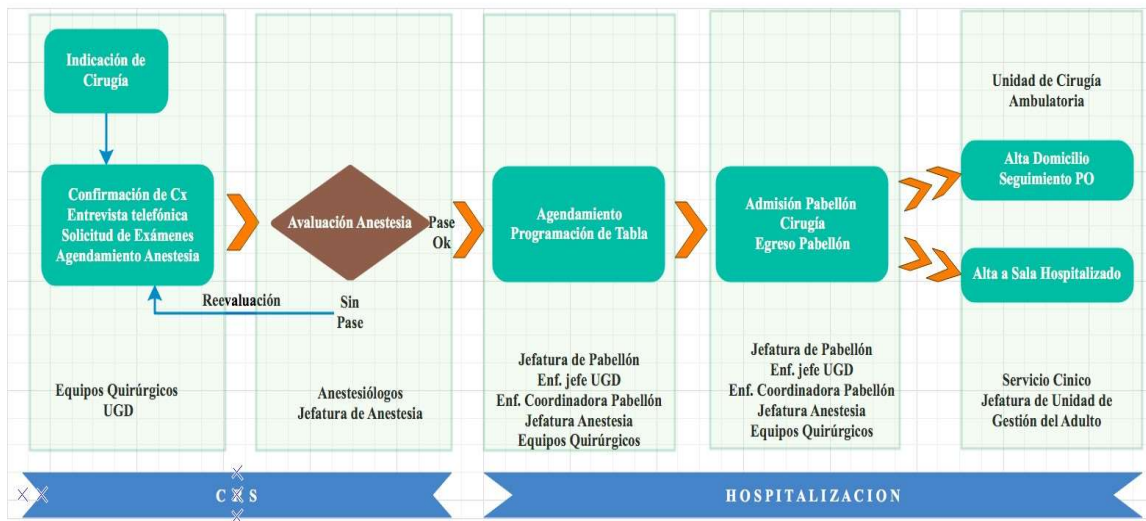 Indicación de
Cirugía
Confirmación de Cx
Entrevista telefónica
Solicitud de Exámenes
Agendamiento Anestesia
Reevaluación
Equipos Quirúrgicos
UGD
Avaluación Anestesia
Pase
Ok
Sin
Pase
Anestesiólogos
Jefatura de Anestesia
Agendamiento
Programación de Tabla
Jefatura de Pabellón
Enf. jefe UGD
Enf. Coordinadora Pabellón
Jefatura Anestesia
Equipos Quirúrgicos
Admisión Pabellón
Cirugía
Egreso Pabellón
Jefatura de Pabellón
Enf. jefe UGD
Enf. Coordinadora Pabellón
Jefatura Anestesia
Equipos Quirúrgicos
Unidad de Cirugía
Ambulatoria
Alta Domicilio
Seguimiento PO
Alta a Sala Hospitalizado
Servicio Cinico
Jefatura de Unidad de
Gestión del Adulto
HOSPITALIZACION